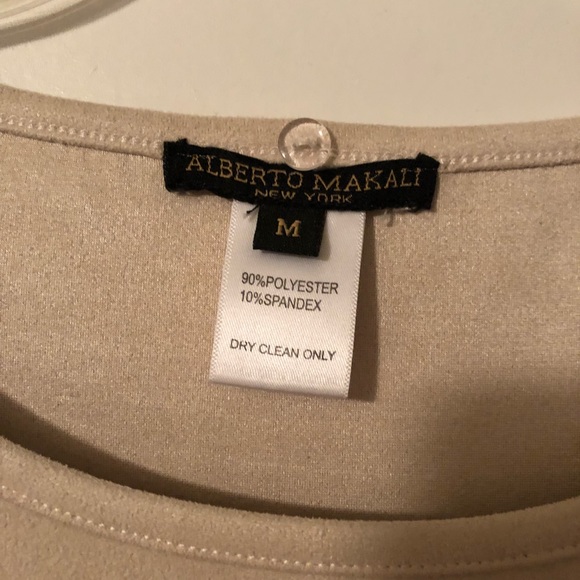 ALBERTO MAKALI
NEW YORK
M
90%POLYESTER
10%SPANDEX
DRY CLEAN ONLY